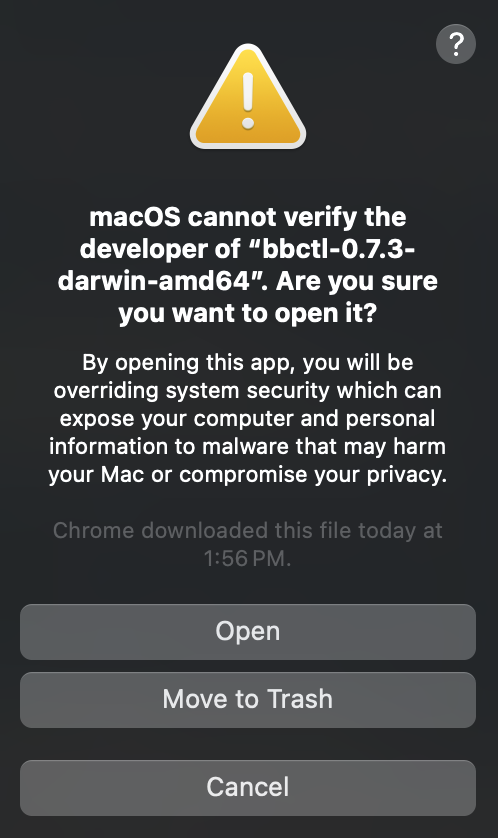 ?
macOS cannot verify the
developer of “bbctl-0.7.3-
darwin-amd64”. Are you sure
you want to open it?
By opening this app, you will be
overriding system security which can
expose your computer and personal
information to malware that may harm
your Mac or compromise your privacy.
Chrome downloaded this file today at
1:56 PM.
Open
Move to Trash
Cancel